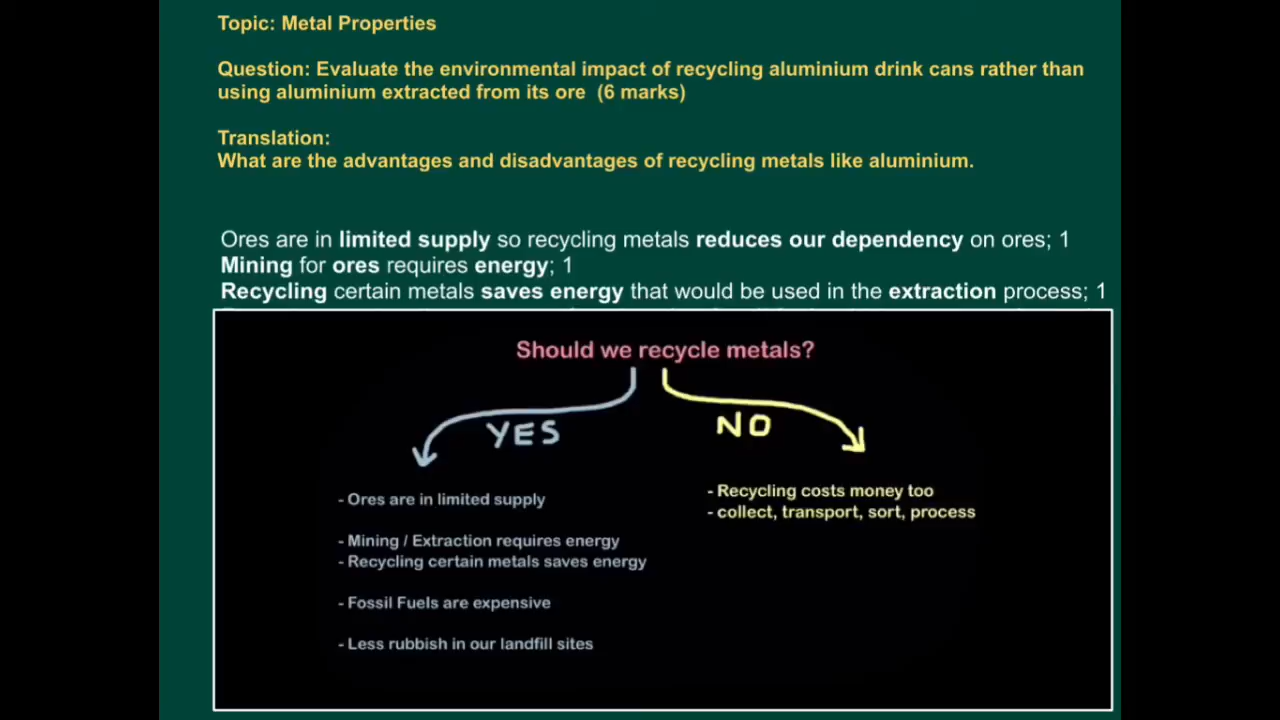 Topic: Metal Properties
Question: Evaluate the environmental impact of recycling aluminium drink cans rather than
using aluminium extracted from its ore (6 marks)
Translation:
What are the advantages and disadvantages of recycling metals like aluminium.
Ores are in limited supply so recycling metals reduces our dependency on ores; 1
Mining for ores requires energy; 1
Recycling certain metals saves energy that would be used in the extraction process; 1
Should we recycle metals?
YES
NO
- Ores are in limited supply
- Mining / Extraction requires energy
- Recycling certain metals saves energy
- Fossil Fuels are expensive
- Less rubbish in our landfill sites
- Recycling costs money too
- collect, transport, sort, process